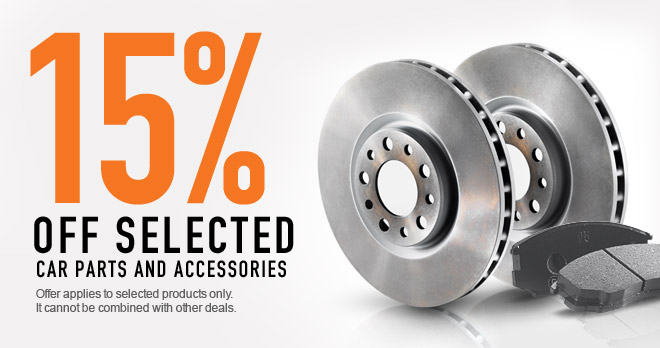 15%
OFF SELECTED
CAR PARTS AND ACCESSORIES
Offer applies to selected products only.
It cannot be combined with other deals.